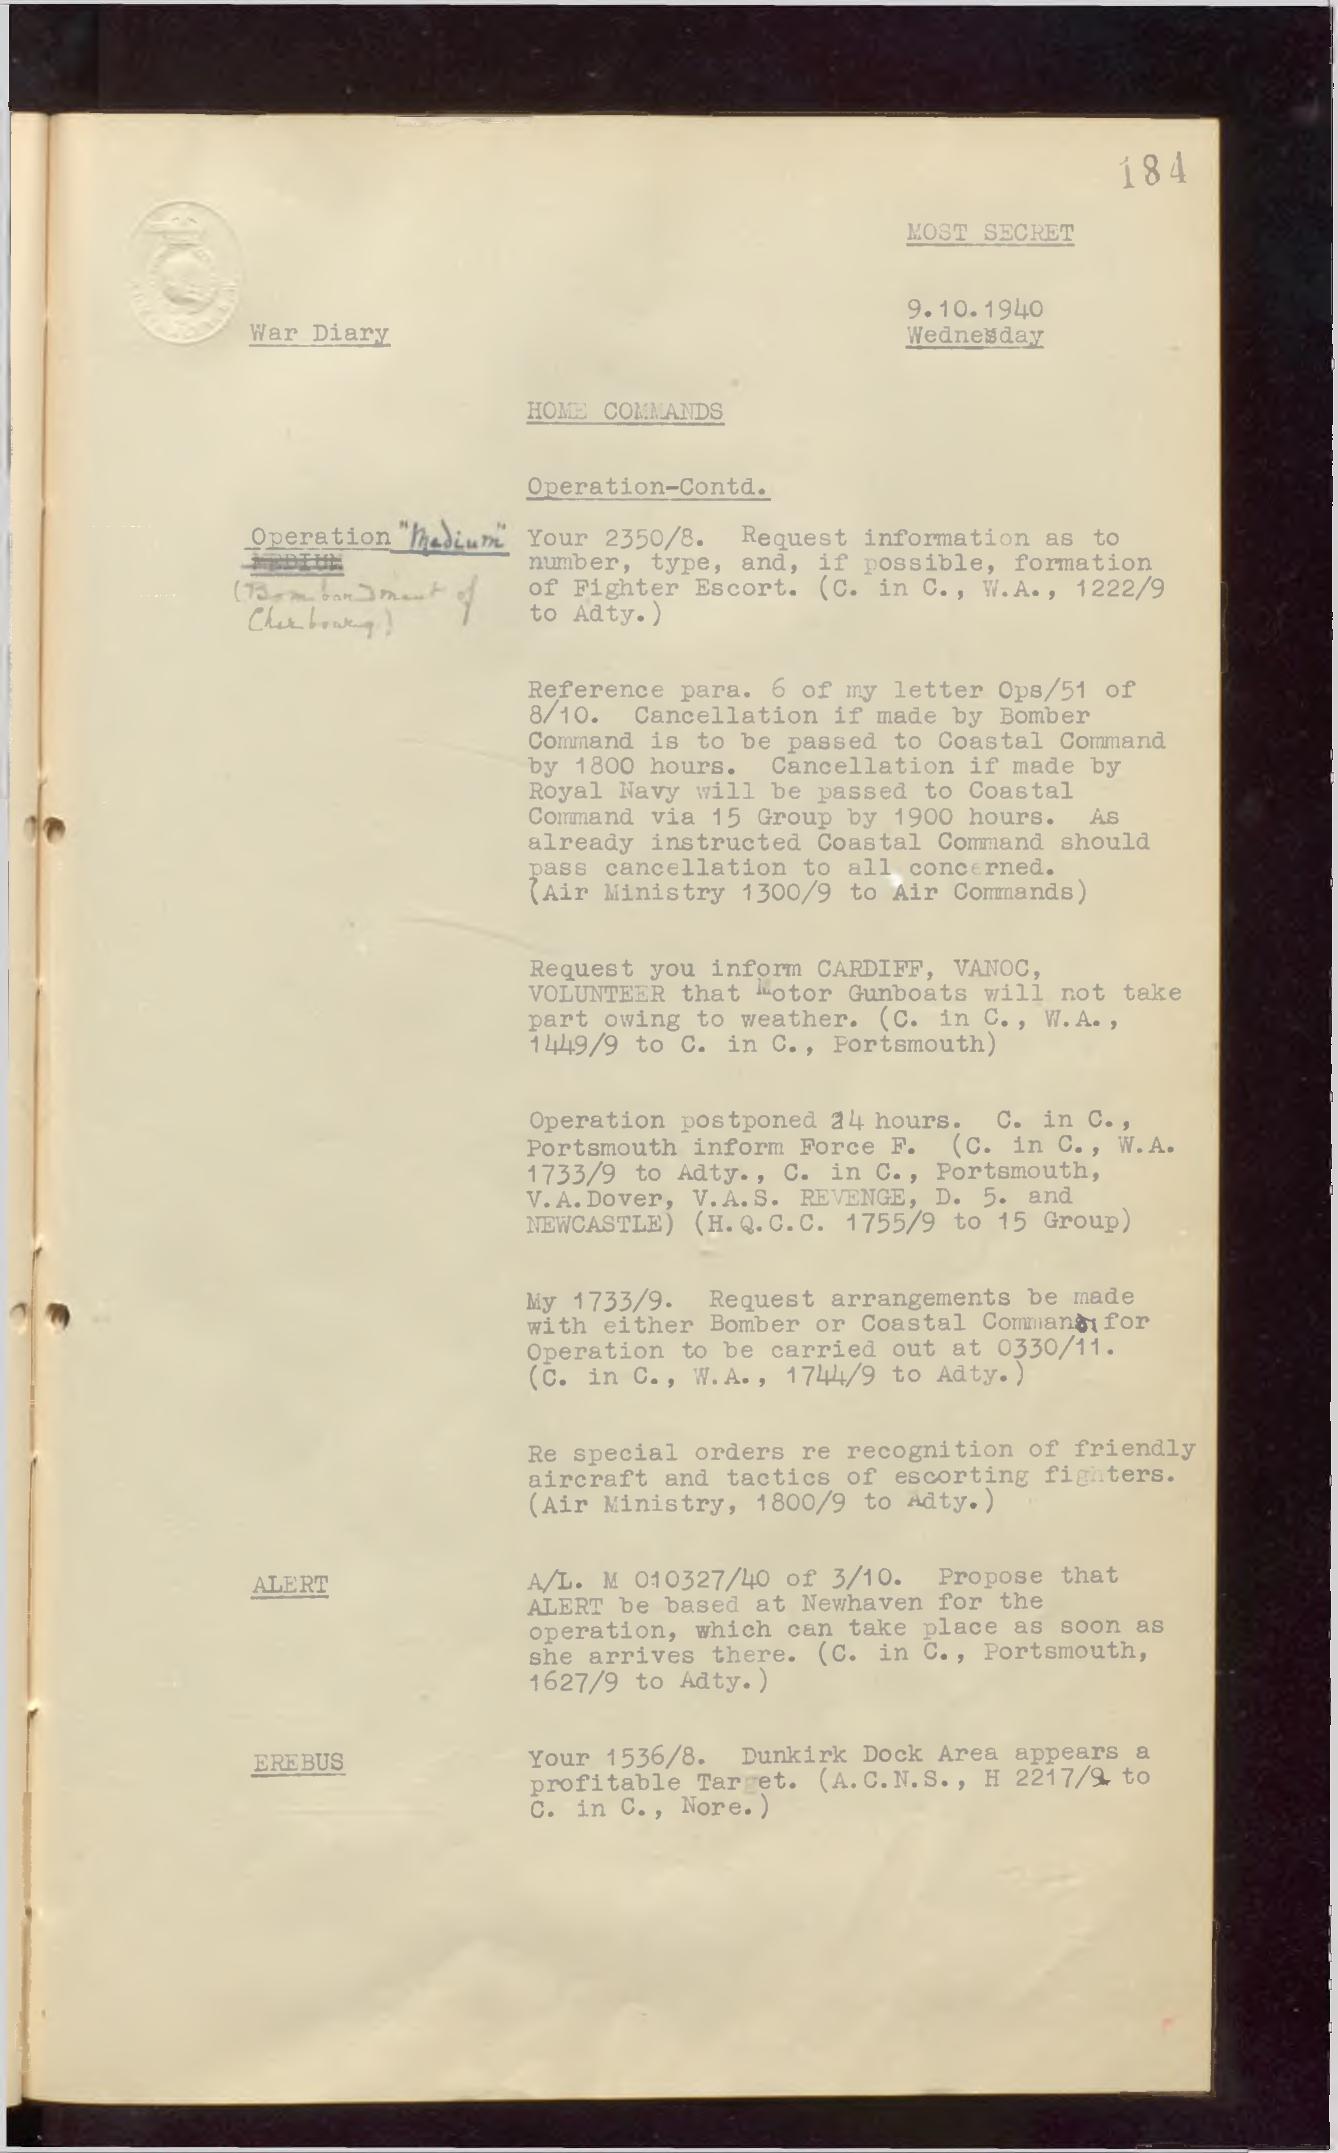 184
MOST SECRET
9.10.1940
Wednesday
War Diary
HOME COMMANDS
Operation-Contd.
Operation "Medium"
MEDIUM
(Bombardment of
Cherbourg)
Your 2350/8. Request information as to
number, type, and, if possible, formation
of Fighter Escort. (C. in C., W.A., 1222/9
to Adty.)
Reference para. 6 of my letter Ops/51 of
8/10. Cancellation if made by Bomber
Command is to be passed to Coastal Command
by 1800 hours. Cancellation if made by
Royal Navy will be passed to Coastal
Command via 15 Group by 1900 hours. As
already instructed Coastal Command should
pass cancellation to all concerned.
(Air Ministry 1300/9 to Air Commands)
Request you inform CARDIFF, VANOC,
VOLUNTEER that Motor Gunboats will not take
part owing to weather. (C. in C., W.A.,
1449/9 to C. in C., Portsmouth)
Operation postponed 24 hours. C. in C.,
Portsmouth inform Force F. (C. in C., W.A.
1733/9 to Adty., C. in C., Portsmouth,
V.A.Dover, V.A.S. REVENGE, D. 5. and
NEWCASTLE) (H.Q.C.C. 1755/9 to 15 Group)
My 1733/9. Request arrangements be made
with either Bomber or Coastal Command for
Operation to be carried out at 0330/11.
(C. in C., W.A., 1744/9 to Adty.)
Re special orders re recognition of friendly
aircraft and tactics of escorting fighters.
(Air Ministry, 1800/9 to Adty.)
ALERT
A/L. M 010327/40 of 3/10. Propose that
ALERT be based at Newhaven for the
operation, which can take place as soon as
she arrives there. (C. in C., Portsmouth,
1627/9 to Adty.)
EREBUS
Your 1536/8. Dunkirk Dock Area appears a
profitable Target. (A.C.N.S., H 2217/9 to
C. in C., Nore.)